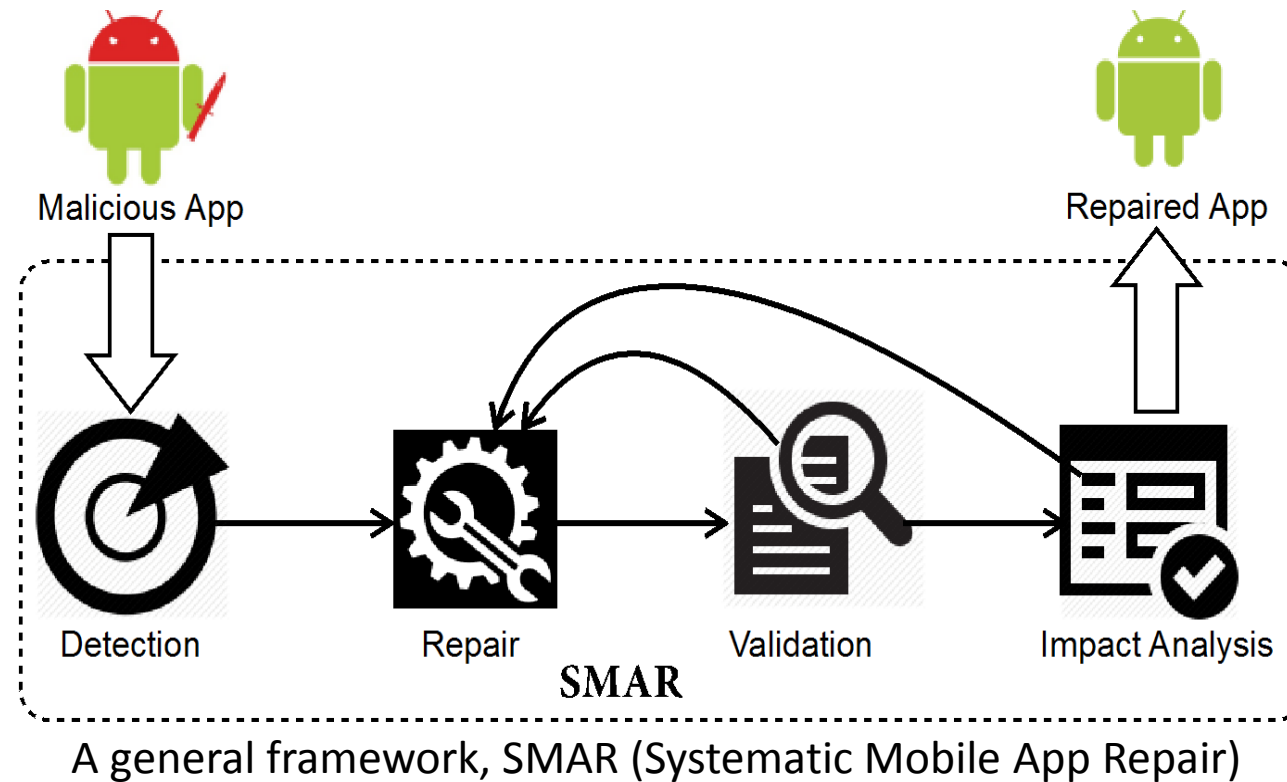 Malicious App
Repaired App
Detection
Repair
Validation
Impact Analysis
SMAR
A general framework, SMAR (Systematic Mobile App Repair)